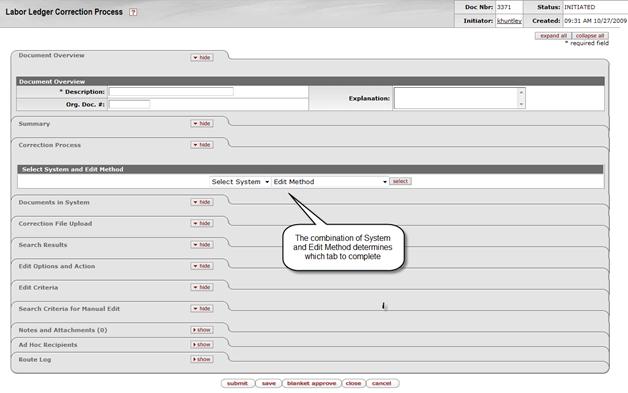 Labor Ledger Correction Process ?
Doc Nbr: 3371 Status: INITIATED
Initiator: khuntley Created: 09:31 AM 10/27/2009
expand all collapse all
* required field
Document Overview hide
Document Overview
* Description: Explanation:
Org. Doc. #:
Summary hide
Correction Process hide
Select System and Edit Method
Select System Edit Method select
Documents in System hide
Correction File Upload hide
The combination of System
and Edit Method determines
which tab to complete
Search Results hide
Edit Options and Action hide
Edit Criteria hide
Search Criteria for Manual Edit hide
Notes and Attachments (0) show
Ad Hoc Recipients show
Route Log show
submit save blanket approve close cancel